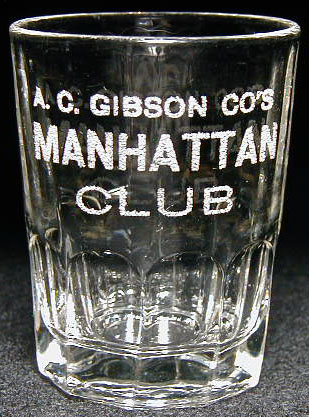 A. C. GIBSON CO'S
MANHATTAN
CLUB